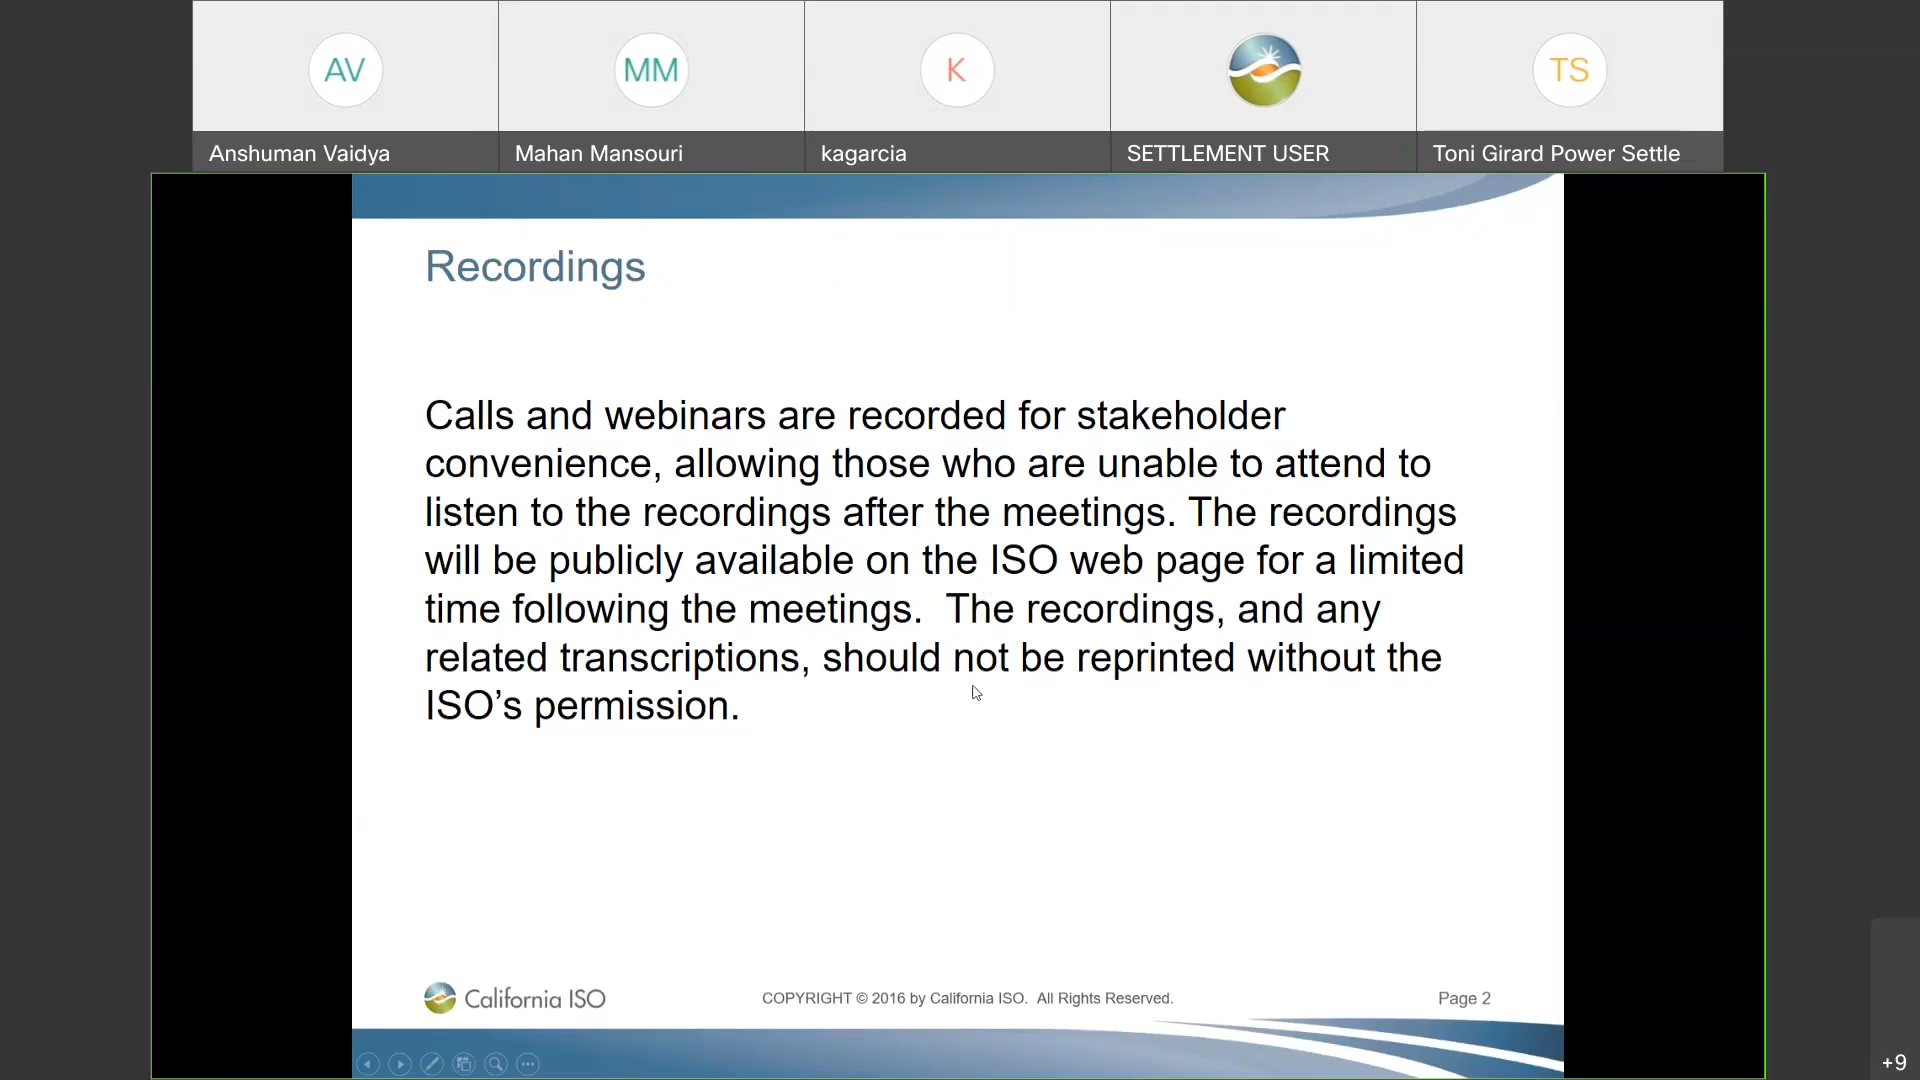 AV
MM
K
TS
Anshuman Vaidya
Mahan Mansouri
kagarcia
SETTLEMENT USER
Toni Girard Power Settle
Recordings
Calls and webinars are recorded for stakeholder
convenience, allowing those who are unable to attend to
listen to the recordings after the meetings. The recordings
will be publicly available on the ISO web page for a limited
time following the meetings.  The recordings, and any
related transcriptions, should not be reprinted without the
ISO’s permission.
California ISO
COPYRIGHT © 2016 by California ISO.  All Rights Reserved.
Page 2
+9